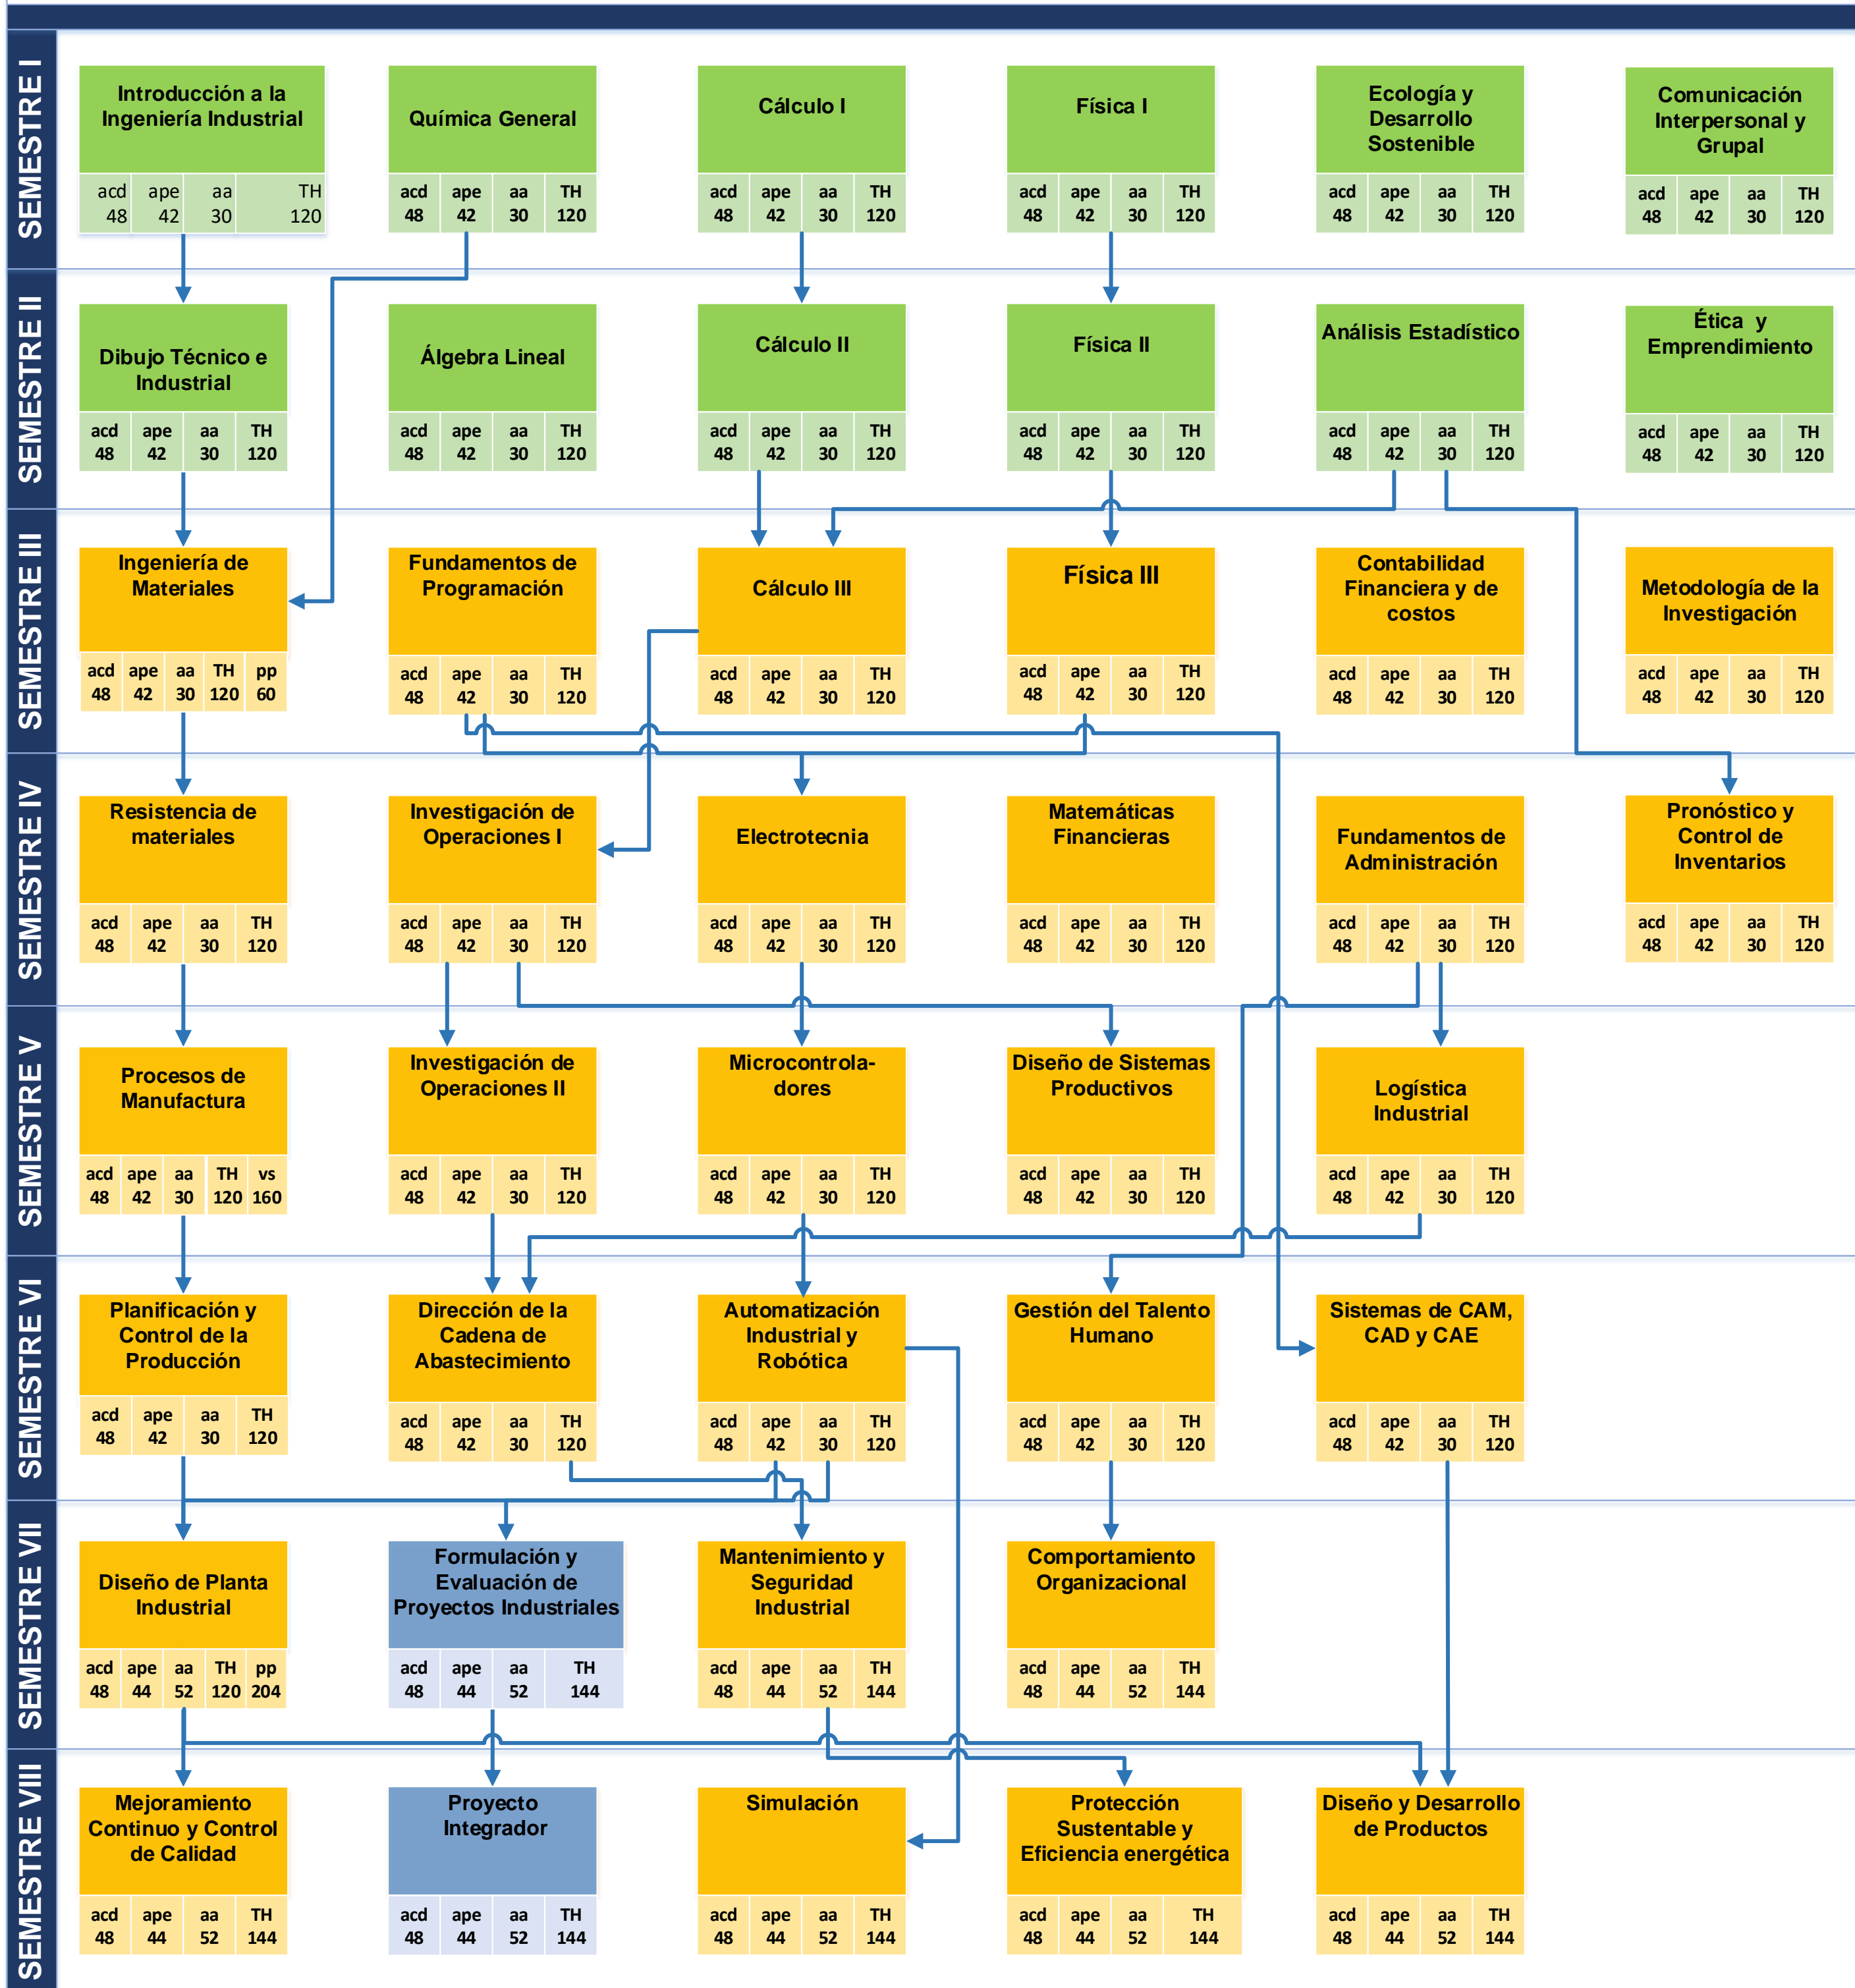 SEMESTRE I
Introducción a la
Ingeniería Industrial
acd ape aa TH
48 42 30 120
Química General
acd ape aa TH
48 42 30 120
Cálculo I
acd ape aa TH
48 42 30 120
Física I
acd ape aa TH
48 42 30 120
Ecología y
Desarrollo
Sostenible
acd ape aa TH
48 42 30 120
Comunicación
Interpersonal y
Grupal
acd ape aa TH
48 42 30 120
SEMESTRE II
Dibujo Técnico e
Industrial
acd ape aa TH
48 42 30 120
Álgebra Lineal
acd ape aa TH
48 42 30 120
Cálculo II
acd ape aa TH
48 42 30 120
Física II
acd ape aa TH
48 42 30 120
Análisis Estadístico
acd ape aa TH
48 42 30 120
Ética y
Emprendimiento
acd ape aa TH
48 42 30 120
SEMESTRE III
Ingeniería de
Materiales
acd ape aa TH pp
48 42 30 120 60
Fundamentos de
Programación
acd ape aa TH
48 42 30 120
Cálculo III
acd ape aa TH
48 42 30 120
Física III
acd ape aa TH
48 42 30 120
Contabilidad
Financiera y de
costos
acd ape aa TH
48 42 30 120
Metodología de la
Investigación
acd ape aa TH
48 42 30 120
SEMESTRE IV
Resistencia de
materiales
acd ape aa TH
48 42 30 120
Investigación de
Operaciones I
acd ape aa TH
48 42 30 120
Electrotecnia
acd ape aa TH
48 42 30 120
Matemáticas
Financieras
acd ape aa TH
48 42 30 120
Fundamentos de
Administración
acd ape aa TH
48 42 30 120
Pronóstico y
Control de
Inventarios
acd ape aa TH
48 42 30 120
SEMESTRE V
Procesos de
Manufactura
acd ape aa TH vs
48 42 30 120 160
Investigación de
Operaciones II
acd ape aa TH
48 42 30 120
Microcontrola-
dores
acd ape aa TH
48 42 30 120
Diseño de Sistemas
Productivos
acd ape aa TH
48 42 30 120
Logística
Industrial
acd ape aa TH
48 42 30 120
SEMESTRE VI
Planificación y
Control de la
Producción
acd ape aa TH
48 42 30 120
Dirección de la
Cadena de
Abastecimiento
acd ape aa TH
48 42 30 120
Automatización
Industrial y
Robótica
acd ape aa TH
48 42 30 120
Gestión del Talento
Humano
acd ape aa TH
48 42 30 120
Sistemas de CAM,
CAD y CAE
acd ape aa TH
48 42 30 120
SEMESTRE VII
Diseño de Planta
Industrial
acd ape aa TH pp
48 44 52 120 204
Formulación y
Evaluación de
Proyectos Industriales
acd ape aa TH
48 44 52 144
Mantenimiento y
Seguridad
Industrial
acd ape aa TH
48 44 52 144
Comportamiento
Organizacional
acd ape aa TH
48 44 52 144
SEMESTRE VIII
Mejoramiento
Continuo y Control
de Calidad
acd ape aa TH
48 44 52 144
Proyecto
Integrador
acd ape aa TH
48 44 52 144
Simulación
acd ape aa TH
48 44 52 144
Protección
Sustentable y
Eficiencia energética
acd ape aa TH
48 44 52 144
Diseño y Desarrollo
de Productos
acd ape aa TH
48 44 52 144